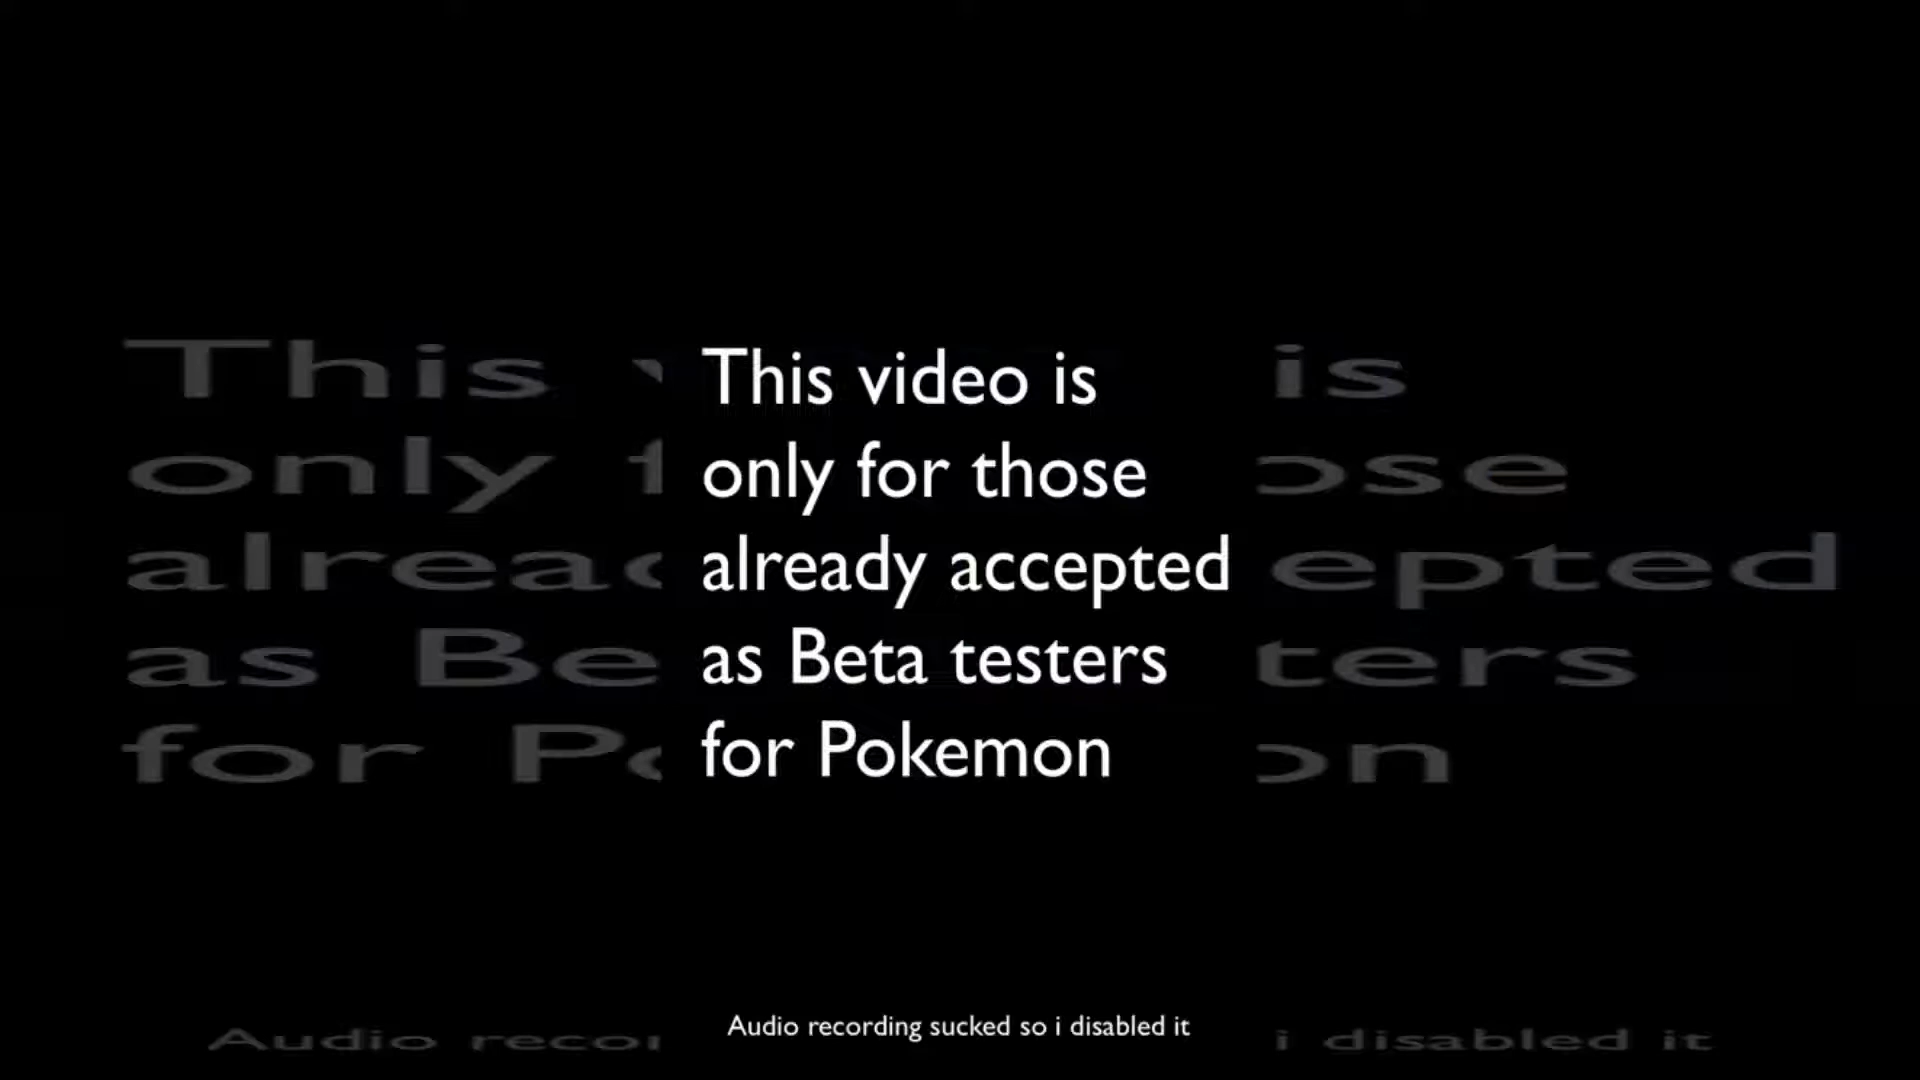 This video is
only for those
already accepted
as Beta testers
for Pokemon
Audio recording sucked so i disabled it